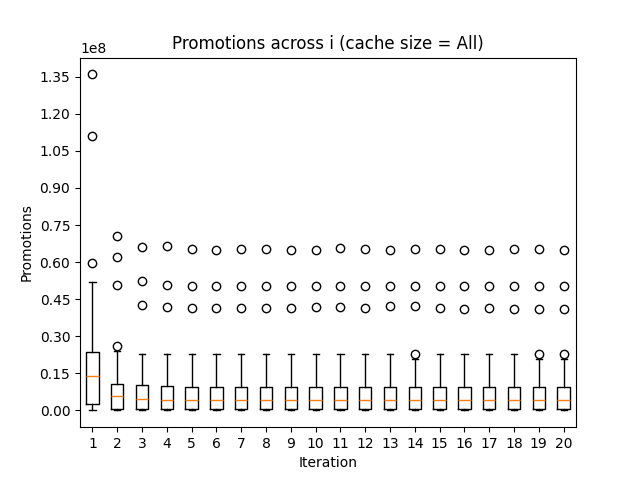 Promotions across i (cache size = All)
1e8
1.35
1.20
1.05
0.90
0.75
0.60
0.45
0.30
0.15
0.00
Promotions
1 2 3 4 5 6 7 8 9 10 11 12 13 14 15 16 17 18 19 20
Iteration